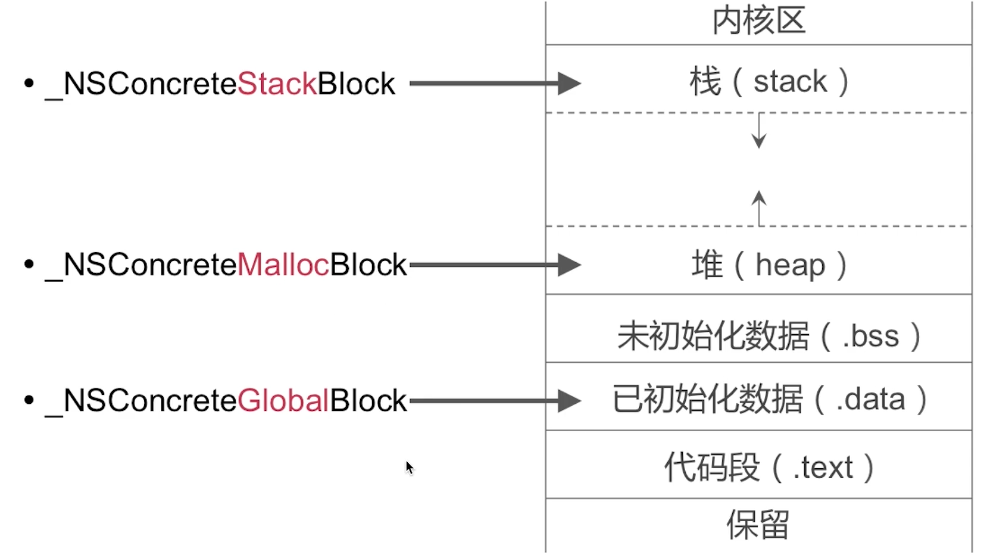 内核区
• _NSConcreteStackBlock
栈（stack）
• _NSConcreteMallocBlock
堆（heap）
未初始化数据（.bss）
• _NSConcreteGlobalBlock
已初始化数据（.data）
代码段（.text）
保留